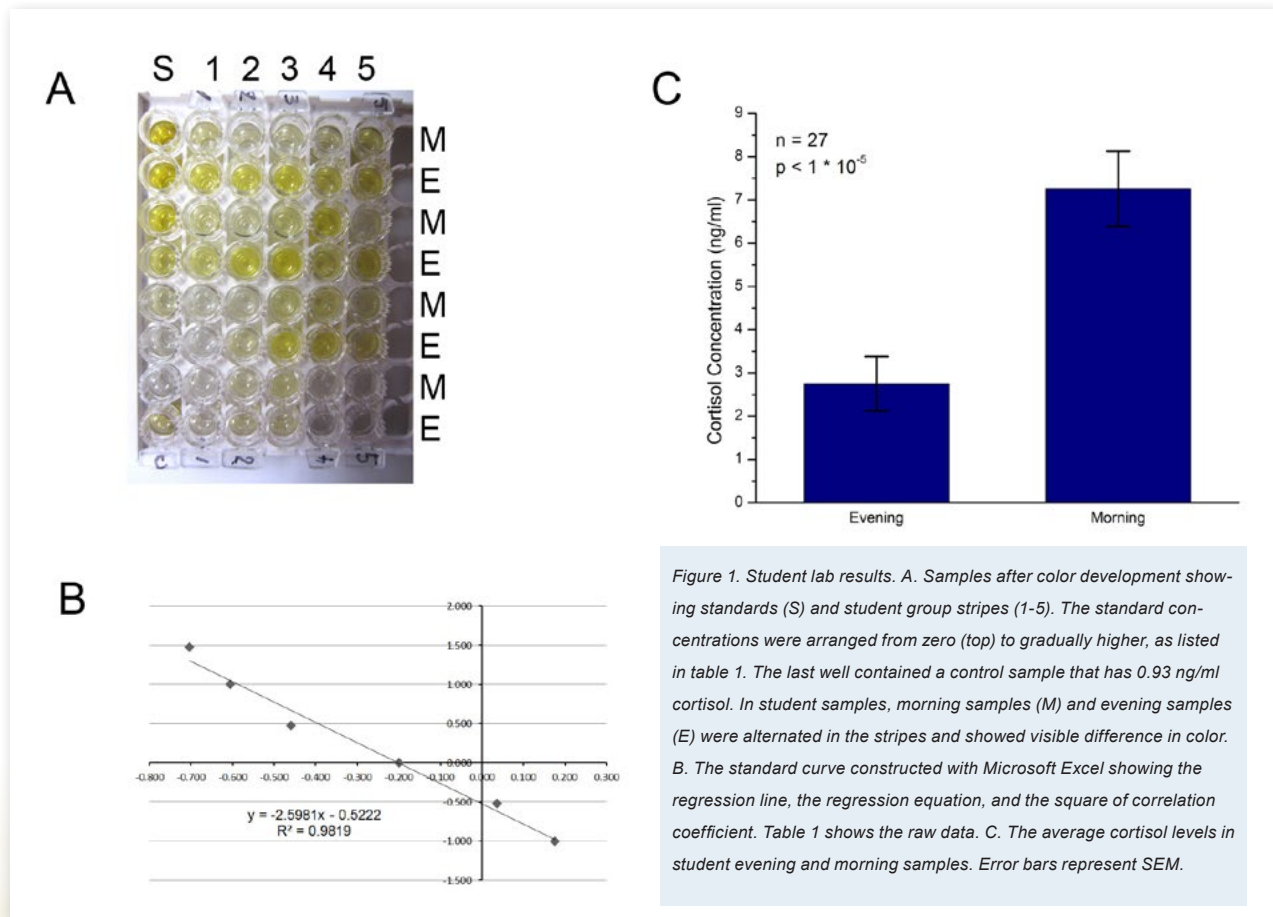 A
S 1 2 3 4 5
1 2 3 5
M
E
M
E
M
E
M
E
1 2 4 5
B
2.000
1.500
1.000
0.500
0.000
-0.800 -0.700 -0.600 -0.500 -0.400 -0.300 -0.200 -0.100 0.000 0.100 0.200 0.300
-0.500
-1.000
-1.500
y = -2.5981x - 0.5222
R² = 0.9819
C
9
8
7
6
5
4
3
2
1
0
Cortisol Concentration (ng/ml)
n = 27
p < 1 * 10⁻⁵
Evening Morning
Figure 1. Student lab results. A. Samples after color development show-
ing standards (S) and student group stripes (1-5). The standard con-
centrations were arranged from zero (top) to gradually higher, as listed
in table 1. The last well contained a control sample that has 0.93 ng/ml
cortisol. In student samples, morning samples (M) and evening samples
(E) were alternated in the stripes and showed visible difference in color.
B. The standard curve constructed with Microsoft Excel showing the
regression line, the regression equation, and the square of correlation
coefficient. Table 1 shows the raw data. C. The average cortisol levels in
student evening and morning samples. Error bars represent SEM.